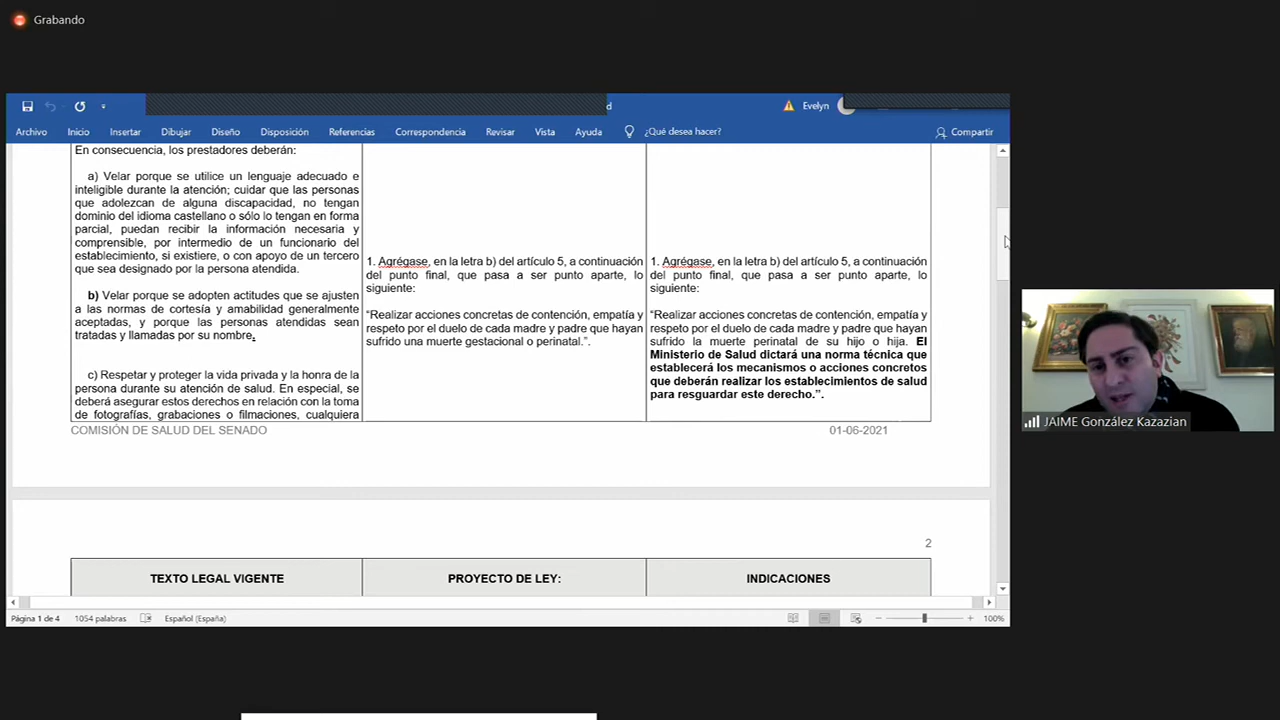 Grabando
d
Evelyn
Archivo Inicio Insertar Dibujar Diseño Disposición Referencias Correspondencia Revisar Vista Ayuda ¿Qué desea hacer? Compartir
En consecuencia, los prestadores deberán:
a) Velar porque se utilice un lenguaje adecuado e
inteligible durante la atención; cuidar que las personas
que adolezcan de alguna discapacidad, no tengan
dominio del idioma castellano o sólo lo tengan en forma
parcial, puedan recibir la información necesaria y
comprensible, por intermedio de un funcionario del
establecimiento, si existiere, o con apoyo de un tercero
que sea designado por la persona atendida.
b) Velar porque se adopten actitudes que se ajusten
a las normas de cortesía y amabilidad generalmente
aceptadas, y porque las personas atendidas sean
tratadas y llamadas por su nombre.
c) Respetar y proteger la vida privada y la honra de la
persona durante su atención de salud. En especial, se
deberá asegurar estos derechos en relación con la toma
de fotografías, grabaciones o filmaciones, cualquiera
1. Agrégase, en la letra b) del artículo 5, a continuación
del punto final, que pasa a ser punto aparte, lo
siguiente:
“Realizar acciones concretas de contención, empatía y
respeto por el duelo de cada madre y padre que hayan
sufrido una muerte gestacional o perinatal.”.
1. Agrégase, en la letra b) del artículo 5, a continuación
del punto final, que pasa a ser punto aparte, lo
siguiente:
“Realizar acciones concretas de contención, empatía y
respeto por el duelo de cada madre y padre que hayan
sufrido la muerte perinatal de su hijo o hija. El
Ministerio de Salud dictará una norma técnica que
establecerá los mecanismos o acciones concretos
que deberán realizar los establecimientos de salud
para resguardar este derecho.”.
COMISIÓN DE SALUD DEL SENADO 01-06-2021
JAIME González Kazazian
2
TEXTO LEGAL VIGENTE PROYECTO DE LEY: INDICACIONES
Página 1 de 4 1054 palabras Español (España) 100%